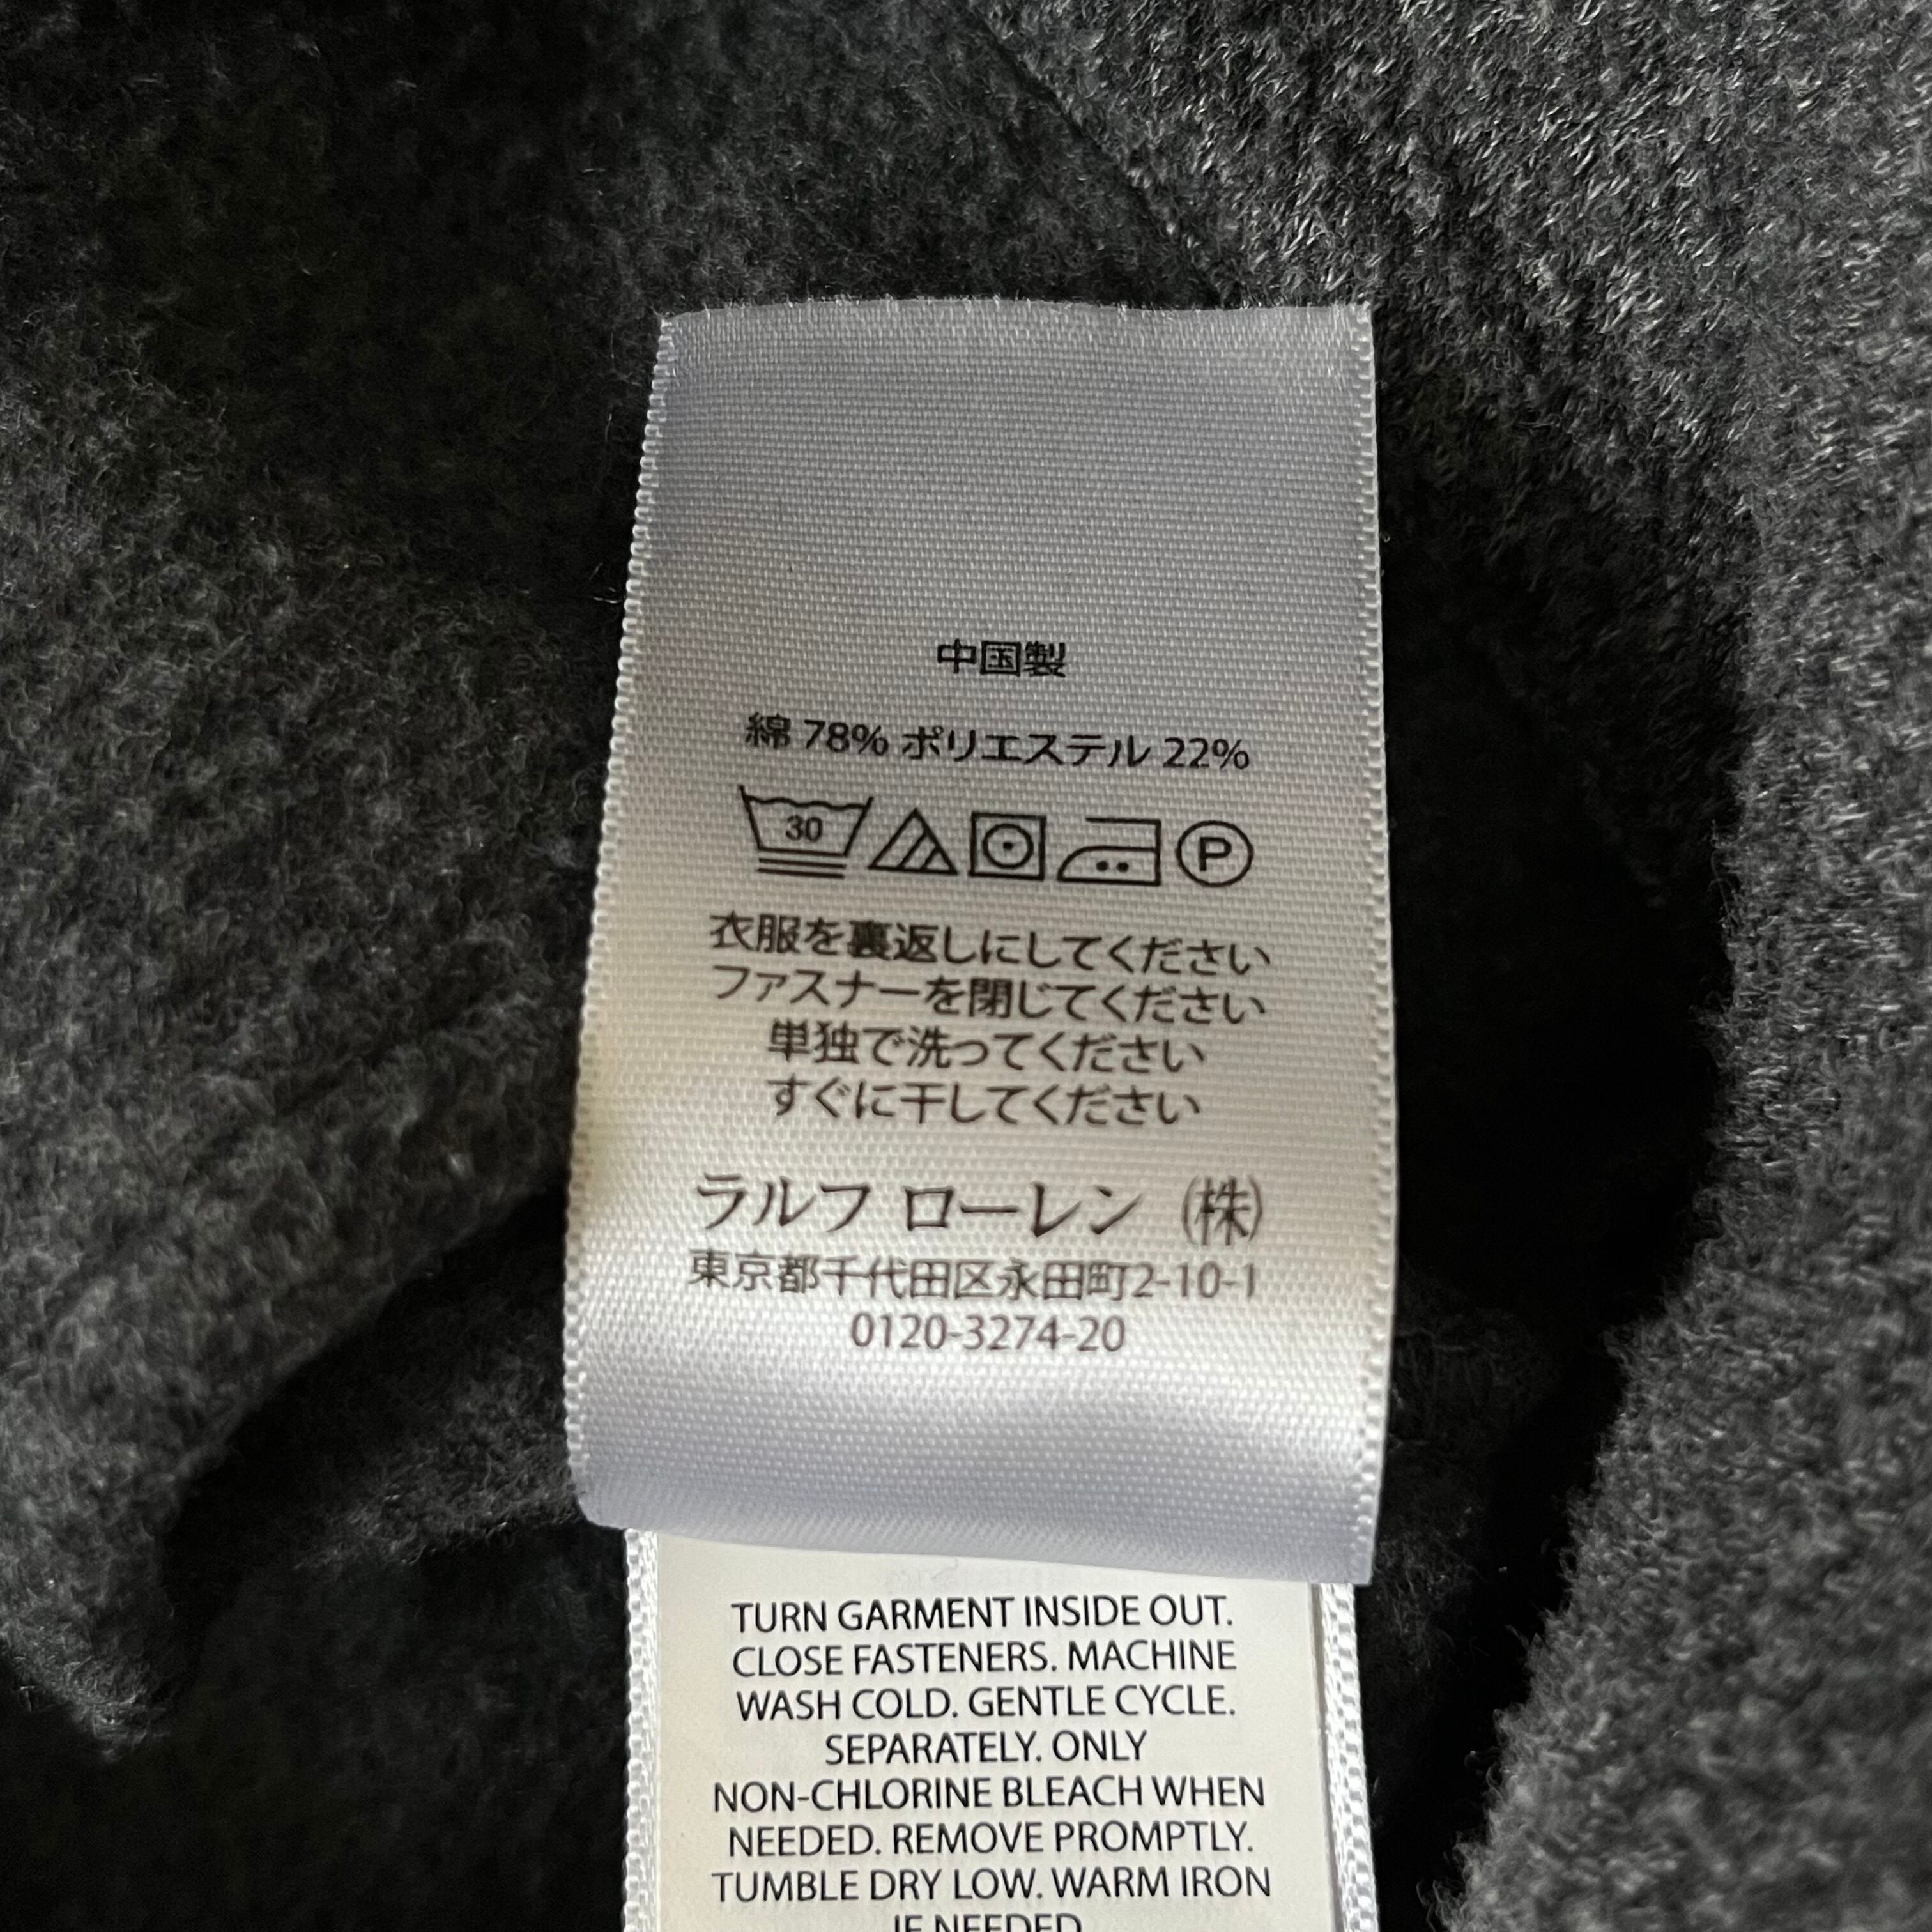 中国製
綿 78% ポリエステル 22%
30 P
衣服を裏返しにしてください
ファスナーを閉じてください
単独で洗ってください
すぐに干してください
ラルフ ローレン (株)
東京都千代田区永田町2-10-1
0120-3274-20
TURN GARMENT INSIDE OUT.
CLOSE FASTENERS. MACHINE
WASH COLD. GENTLE CYCLE.
SEPARATELY. ONLY
NON-CHLORINE BLEACH WHEN
NEEDED. REMOVE PROMPTLY.
TUMBLE DRY LOW. WARM IRON
IF NEEDED